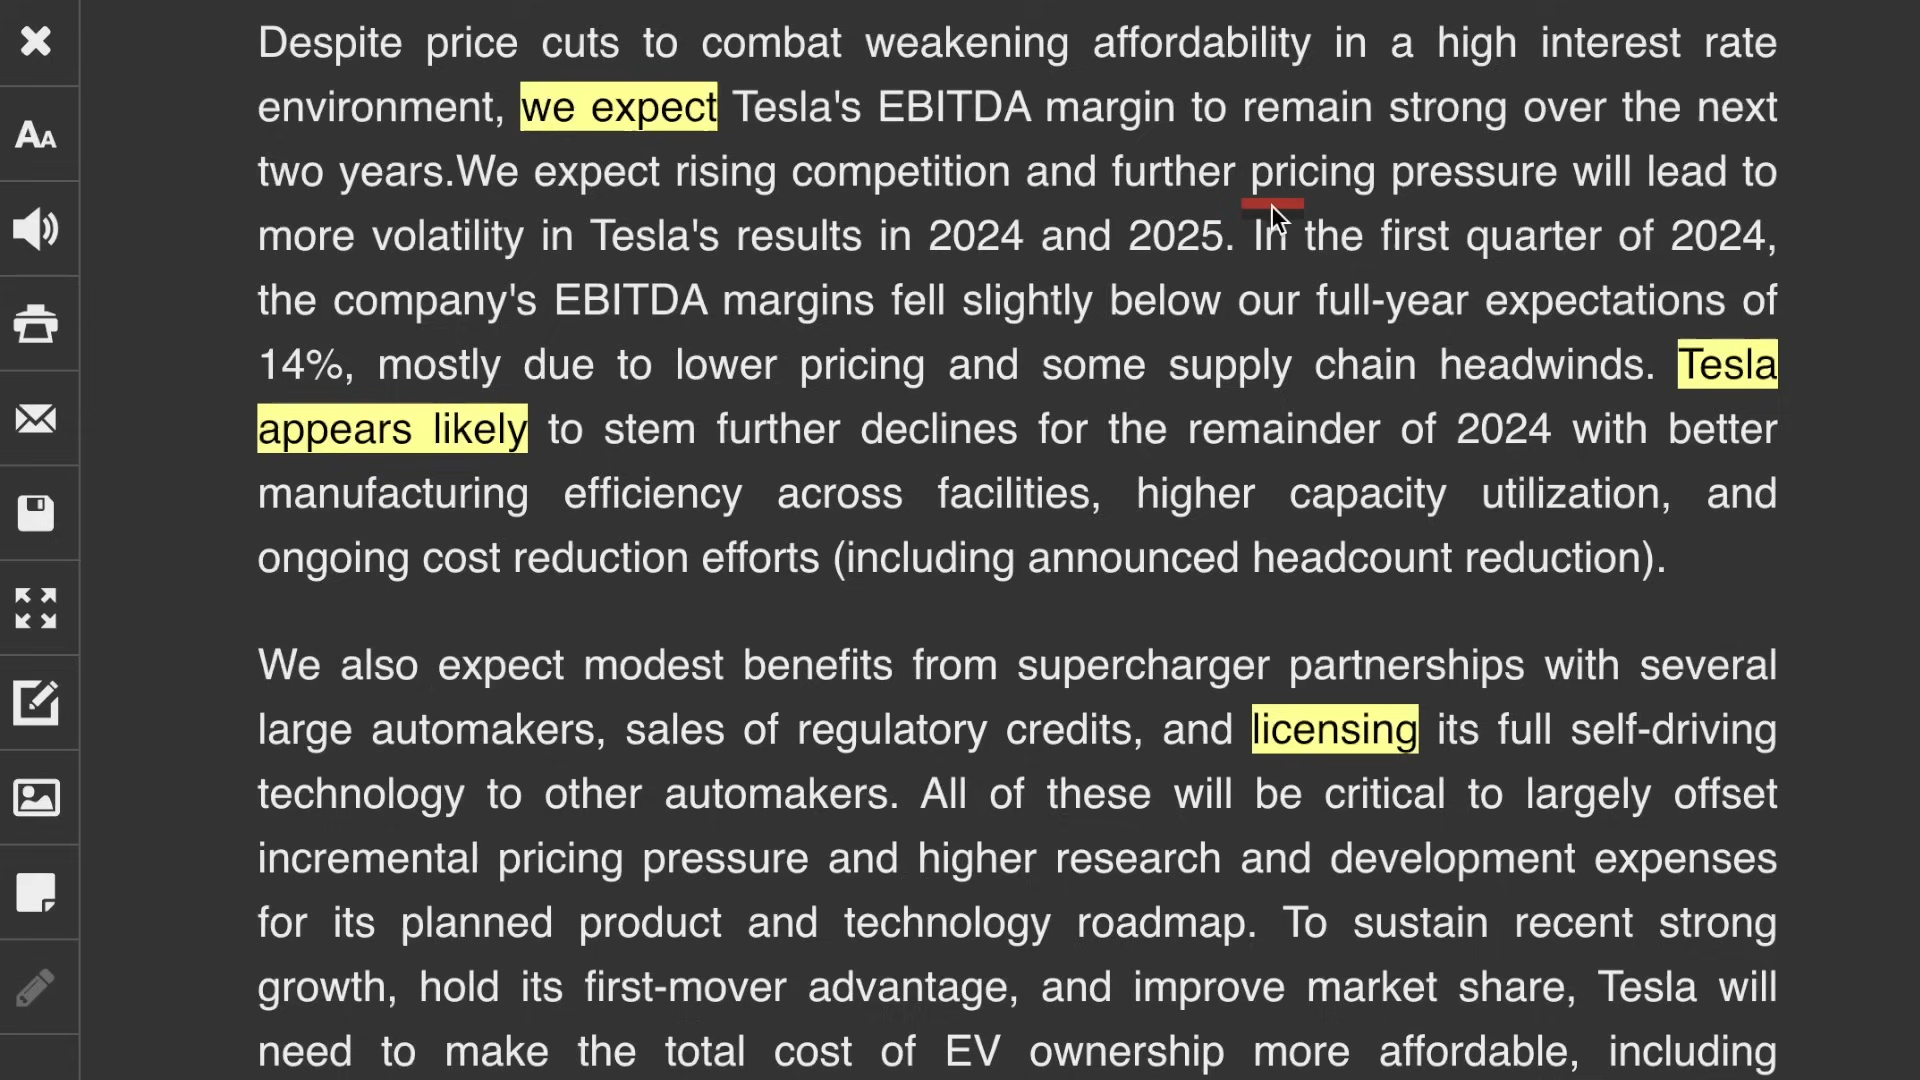 Despite price cuts to combat weakening affordability in a high interest rate
environment, we expect Tesla's EBITDA margin to remain strong over the next
two years.We expect rising competition and further pricing pressure will lead to
more volatility in Tesla's results in 2024 and 2025. In the first quarter of 2024,
the company's EBITDA margins fell slightly below our full-year expectations of
14%, mostly due to lower pricing and some supply chain headwinds. Tesla
appears likely to stem further declines for the remainder of 2024 with better
manufacturing efficiency across facilities, higher capacity utilization, and
ongoing cost reduction efforts (including announced headcount reduction).
We also expect modest benefits from supercharger partnerships with several
large automakers, sales of regulatory credits, and licensing its full self-driving
technology to other automakers. All of these will be critical to largely offset
incremental pricing pressure and higher research and development expenses
for its planned product and technology roadmap. To sustain recent strong
growth, hold its first-mover advantage, and improve market share, Tesla will
need to make the total cost of EV ownership more affordable, including
AA